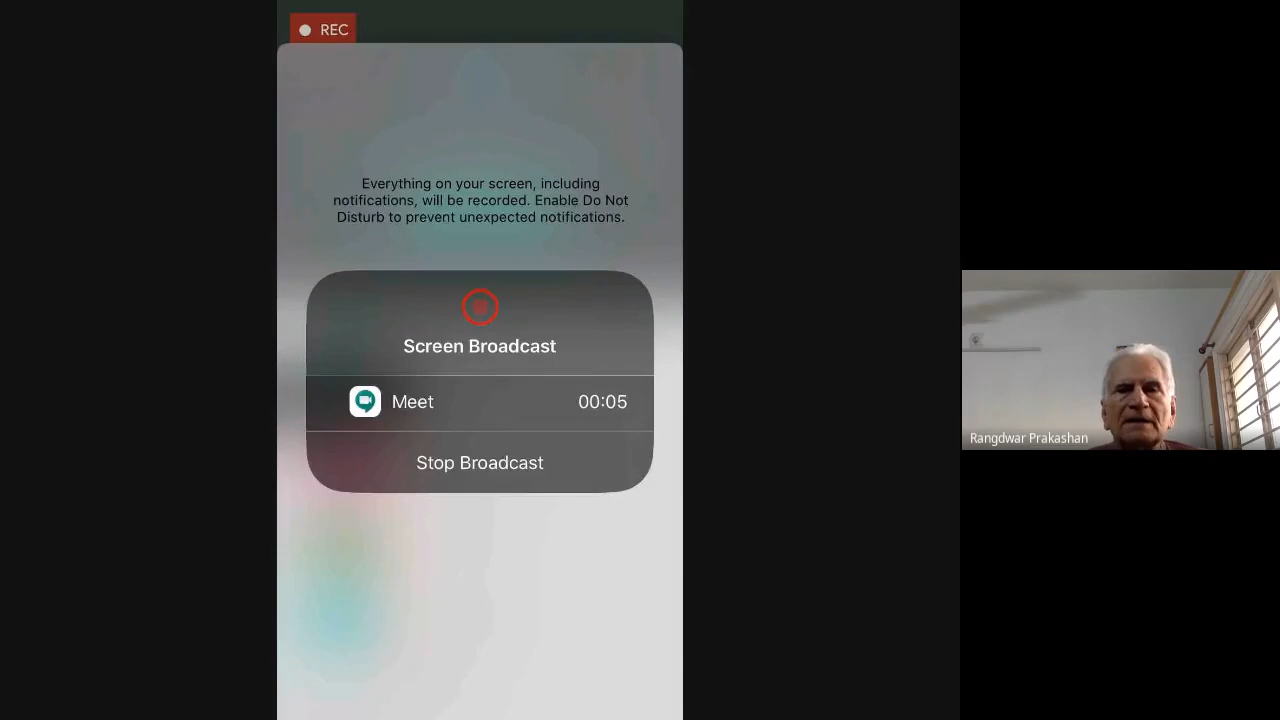 REC
Everything on your screen, including
notifications, will be recorded. Enable Do Not
Disturb to prevent unexpected notifications.
Screen Broadcast
Meet 00:05
Stop Broadcast
Rangdwar Prakashan